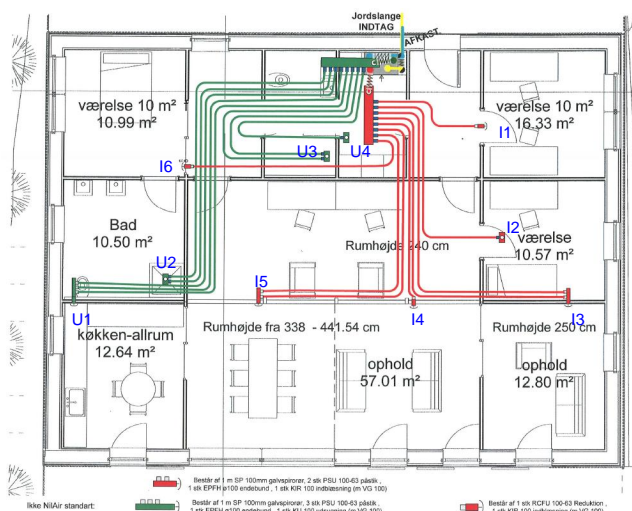 Jordslange
INDTAG
AFKAST.
værelse 10 m²
10.99 m²
værelse 10 m²
16.33 m²
I1
U3
U4
I6
Bad
10.50 m²
U2
I2
Rumhøjde 240 cm
værelse
10.57 m²
I5
U1
I4
I3
køkken-allrum
12.64 m²
Rumhøjde fra 338 - 441.54 cm
Rumhøjde 250 cm
ophold
57.01 m²
ophold
12.80 m²
Består af 1 m SP 100mm galvspirorør, 2 stk PSU 100-63 påstik ,
1 stk EPFH ø100 endebund , 1 stk KIR 100 indblæsning (m VG 100)
Ikke NilAir standart:
Består af 1 m SP 100mm galvspirorør, 3 stk PSU 100-63 påstik ,
Består af 1 stk RCFU 100-63 Reduktion ,